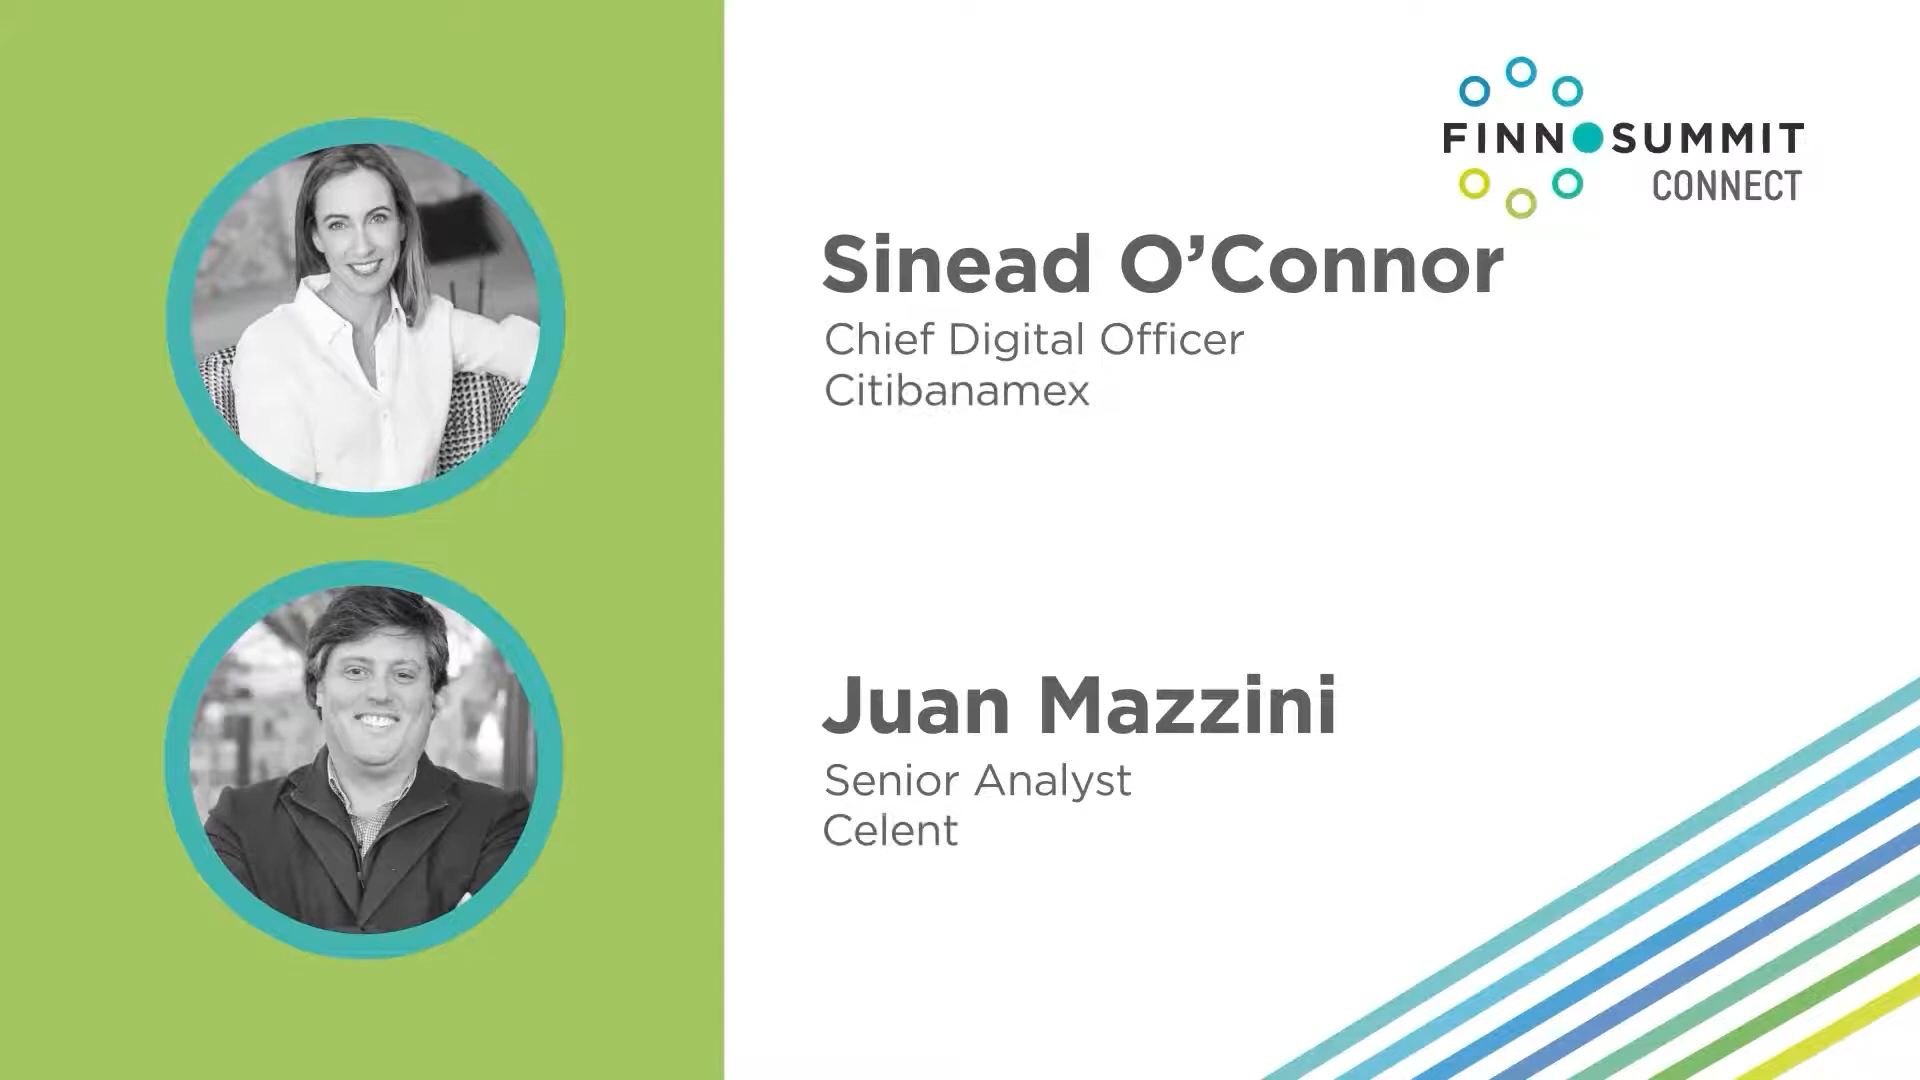 FINNOSUMMIT
CONNECT
Sinead O’Connor
Chief Digital Officer
Citibanamex
Juan Mazzini
Senior Analyst
Celent